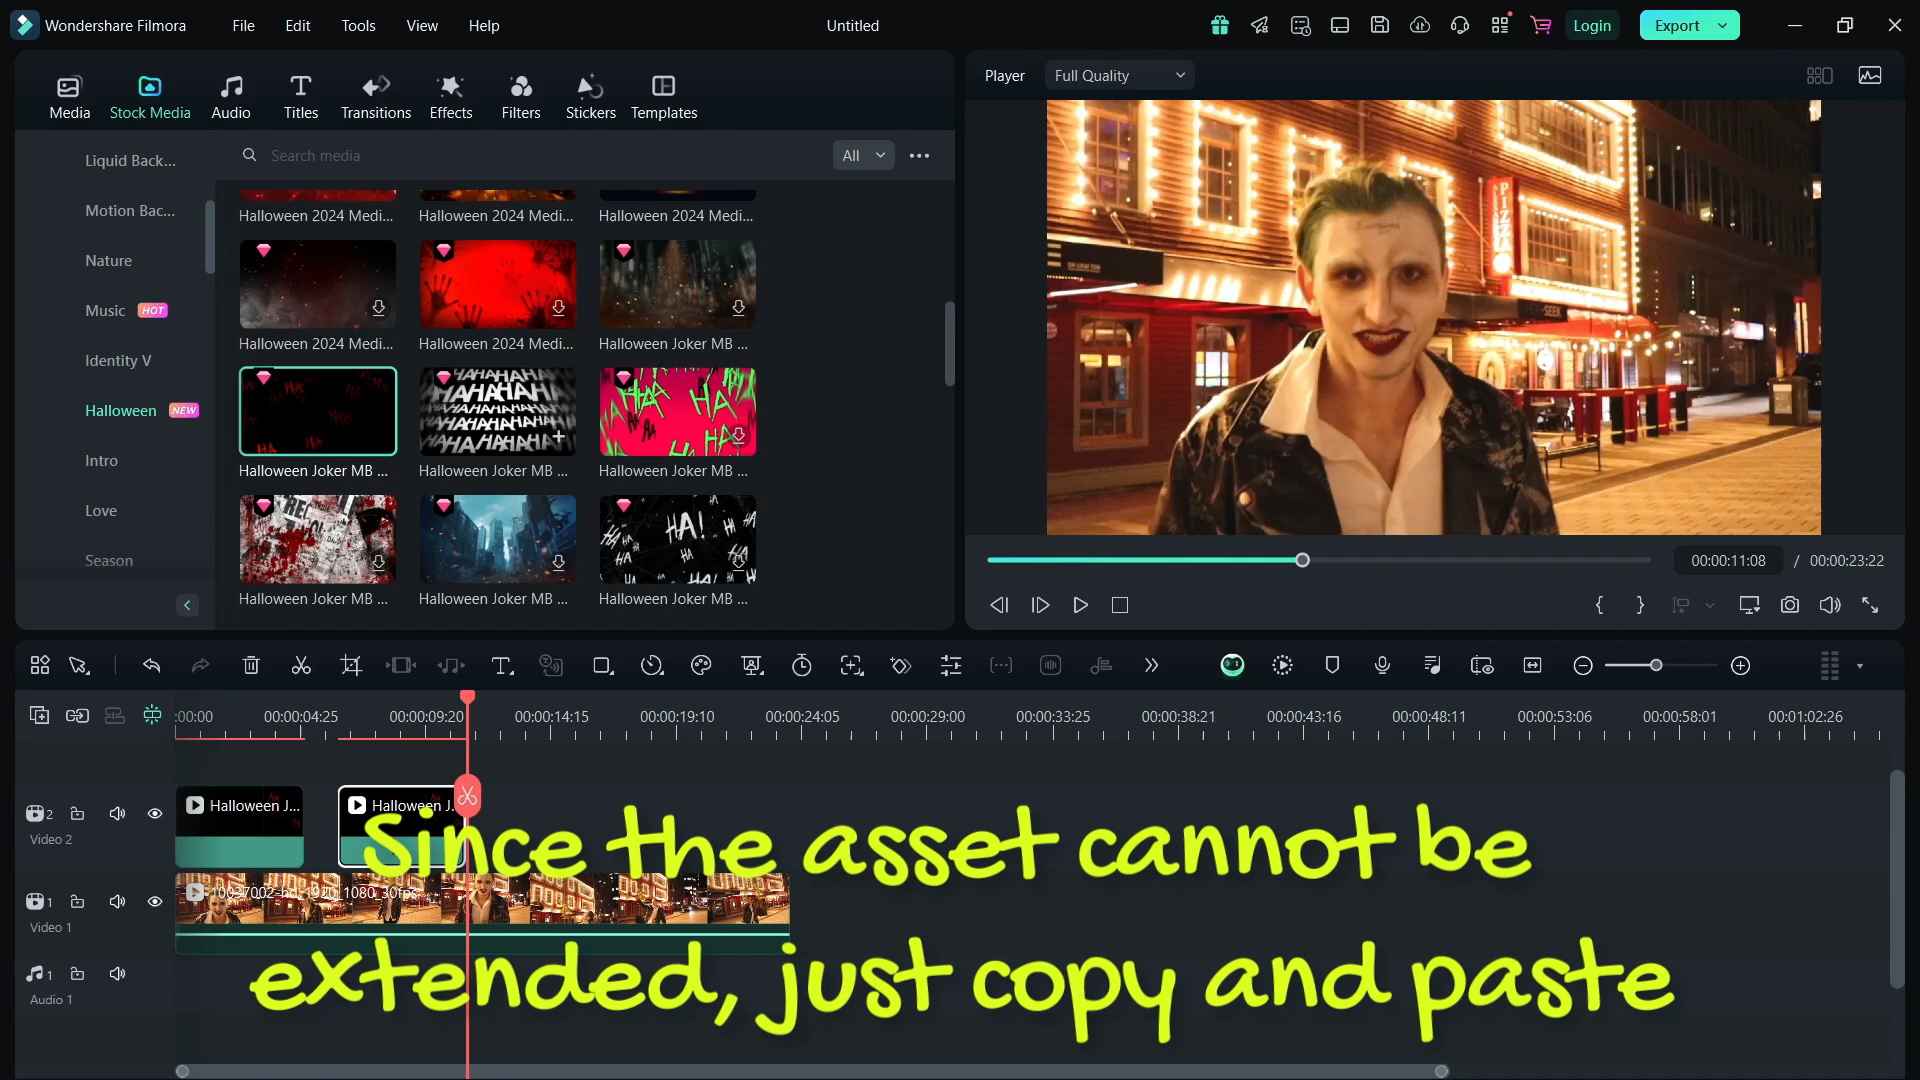 Wondershare Filmora File Edit Tools View Help Untitled Login Export
Media Stock Media Audio Titles Transitions Effects Filters Stickers Templates
Player Full Quality
Search media All
Liquid Back...
Motion Bac...
Nature
Music HOT
Identity V
Halloween NEW
Intro
Love
Season
Halloween 2024 Medi... Halloween 2024 Medi... Halloween 2024 Medi...
Halloween 2024 Medi... Halloween 2024 Medi... Halloween Joker MB ...
Halloween Joker MB ... Halloween Joker MB ... Halloween Joker MB ...
Halloween Joker MB ... Halloween Joker MB ... Halloween Joker MB ...
PIZZA
00:00:11:08 / 00:00:23:22
:00:00 00:00:04:25 00:00:09:20 00:00:14:15 00:00:19:10 00:00:24:05 00:00:29:00 00:00:33:25 00:00:38:21 00:00:43:16 00:00:48:11 00:00:53:06 00:00:58:01 00:01:02:26
2 Halloween J... Halloween J...
Video 2
1 10037002-hd_1920_1080_30fps
Video 1
1
Audio 1
Since the asset cannot be
extended, just copy and paste